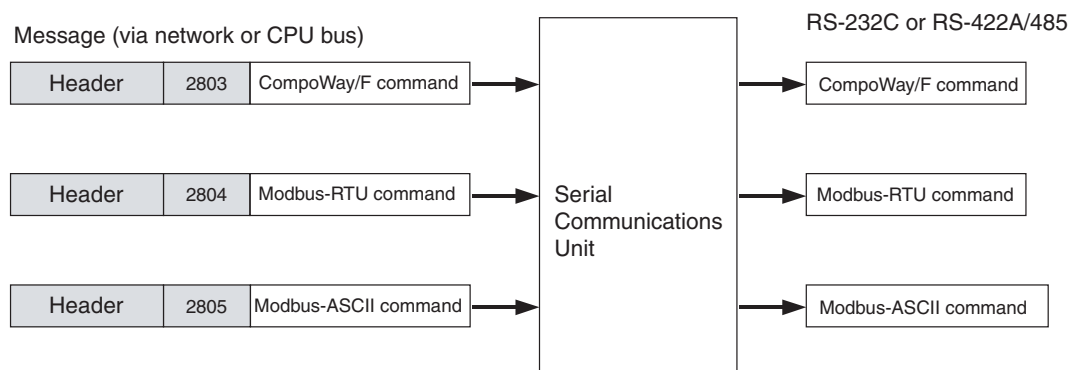 Message (via network or CPU bus)
RS-232C or RS-422A/485
Header 2803 CompoWay/F command
CompoWay/F command
Header 2804 Modbus-RTU command
Serial
Communications
Unit
Modbus-RTU command
Header 2805 Modbus-ASCII command
Modbus-ASCII command